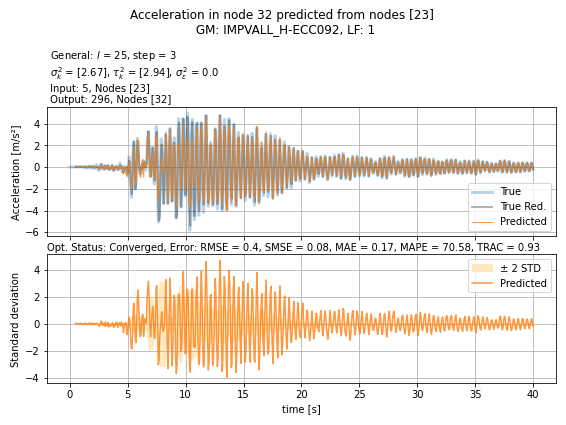 Acceleration in node 32 predicted from nodes [23]
GM: IMPVALL_H-ECC092, LF: 1
General: l = 25, step = 3
σ²ₖ = [2.67], τ²ₖ = [2.94], σ²ε = 0.0
Input: 5, Nodes [23]
Output: 296, Nodes [32]
Acceleration [m/s²]
4
2
0
−2
−4
−6
True
True Red.
Predicted
Opt. Status: Converged, Error: RMSE = 0.4, SMSE = 0.08, MAE = 0.17, MAPE = 70.58, TRAC = 0.93
Standard deviation
4
2
0
−2
−4
± 2 STD
Predicted
0 5 10 15 20 25 30 35 40
time [s]